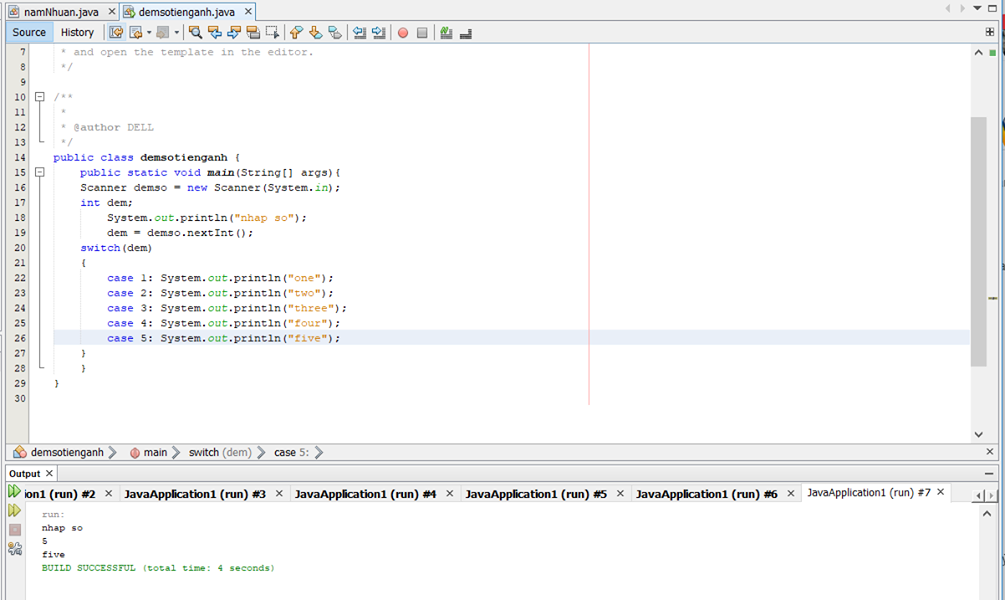 namNhuan.java
demsotienganh.java
Source
History
7 * and open the template in the editor.
8 */
9
10 /**
11 *
12 * @author DELL
13 */
14 public class demsotienganh {
15 public static void main(String[] args){
16 Scanner demso = new Scanner(System.in);
17 int dem;
18 System.out.println("nhap so");
19 dem = demso.nextInt();
20 switch(dem)
21 {
22 case 1: System.out.println("one");
23 case 2: System.out.println("two");
24 case 3: System.out.println("three");
25 case 4: System.out.println("four");
26 case 5: System.out.println("five");
27 }
28 }
29 }
30
demsotienganh main switch (dem) case 5:
Output
ion1 (run) #2 JavaApplication1 (run) #3 JavaApplication1 (run) #4 JavaApplication1 (run) #5 JavaApplication1 (run) #6 JavaApplication1 (run) #7
run:
nhap so
5
five
BUILD SUCCESSFUL (total time: 4 seconds)